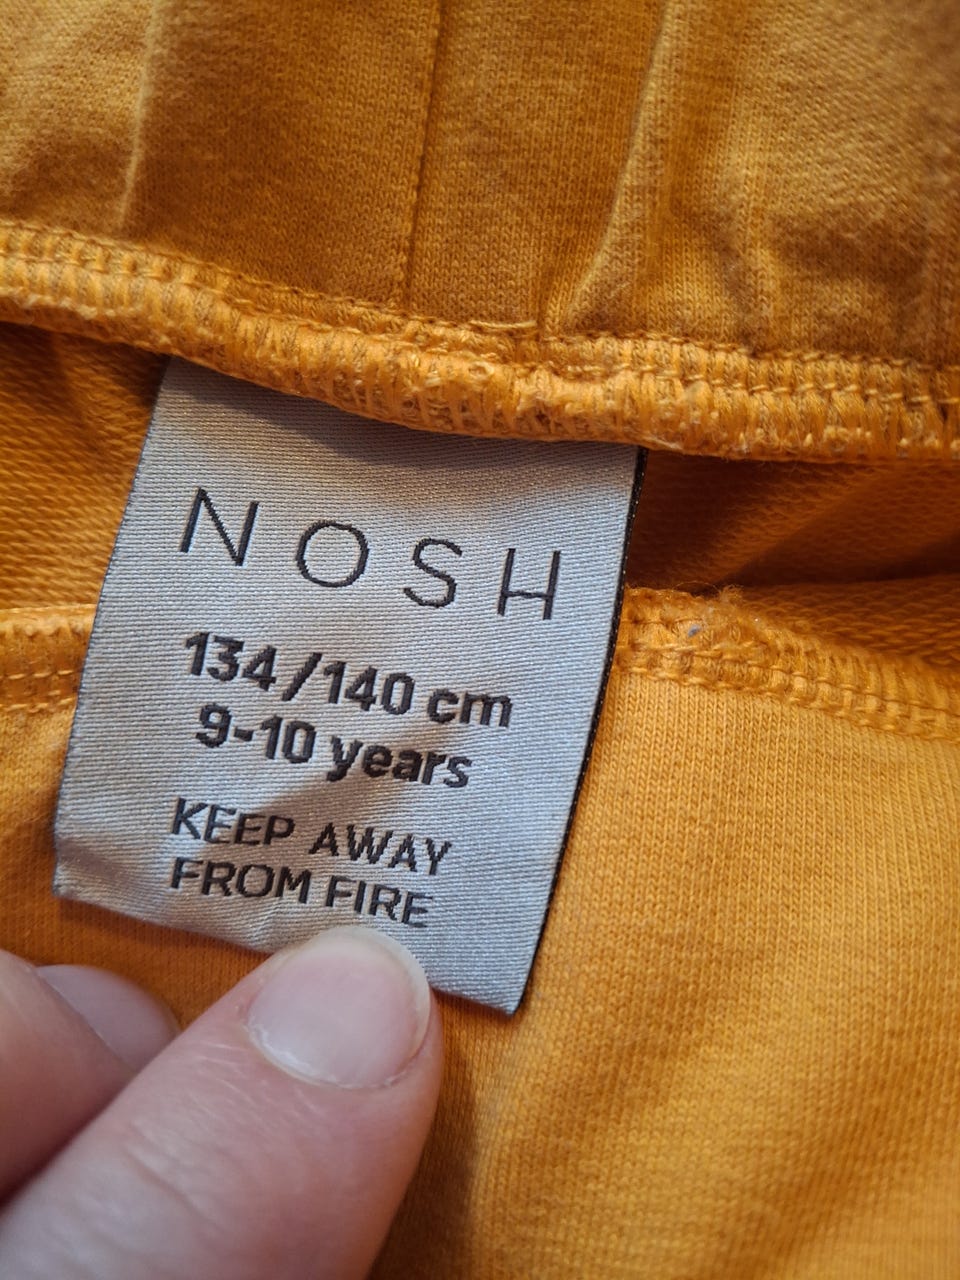 NOSH
134/140 cm
9-10 years
KEEP AWAY
FROM FIRE